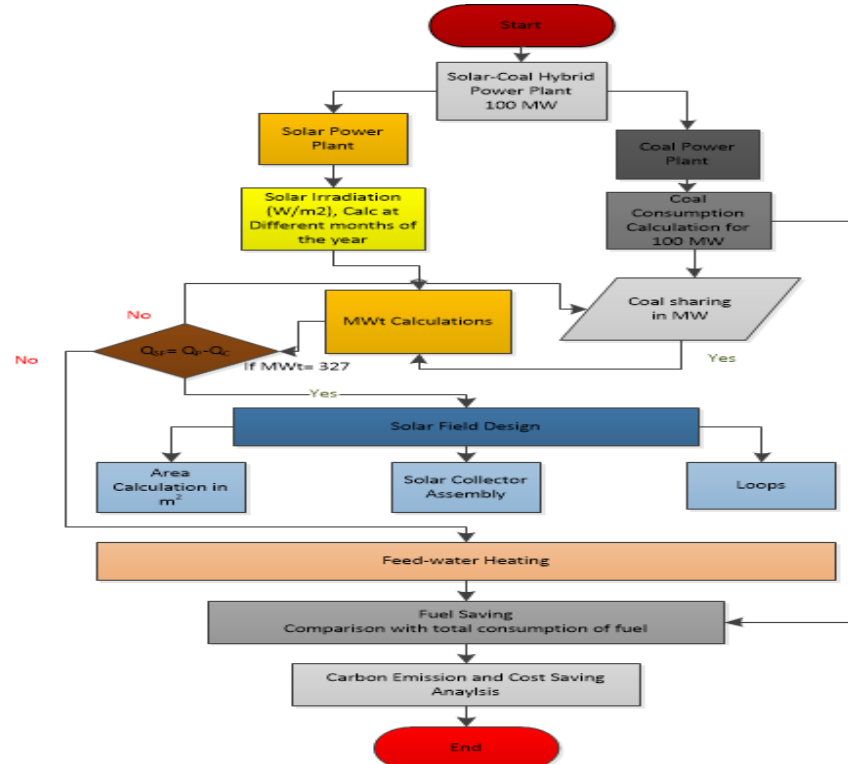 Start
Solar-Coal Hybrid
Power Plant
100 MW
Solar Power
Plant
Coal Power
Plant
Solar Irradiation
(W/m2), Calc at
Different months of
the year
Coal
Consumption
Calculation for
100 MW
No
MWt Calculations
Coal sharing
in MW
No
Q_SF= Q_P-Q_C
If MWt= 327
Yes
Yes
Solar Field Design
Area
Calculation in
m²
Solar Collector
Assembly
Loops
Feed-water Heating
Fuel Saving
Comparison with total consumption of fuel
Carbon Emission and Cost Saving
Anaylsis
End